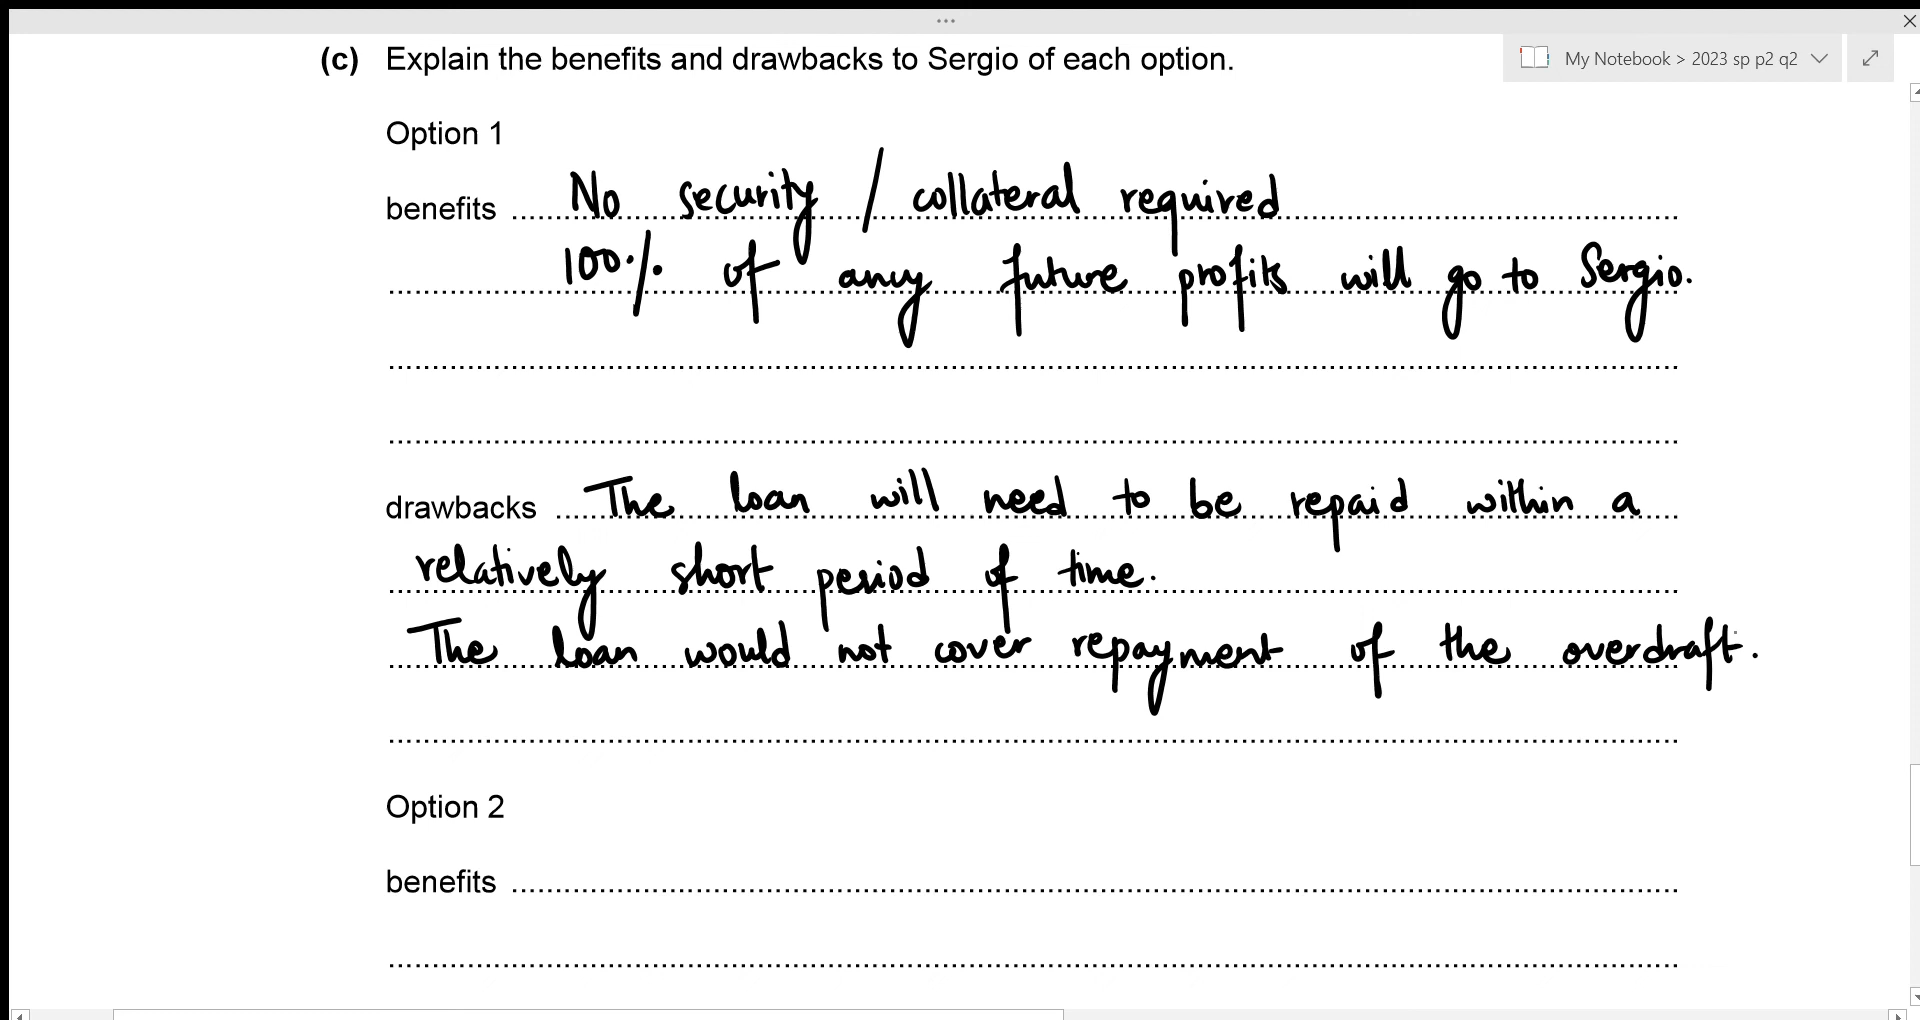 ...
(c) Explain the benefits and drawbacks to Sergio of each option.
My Notebook > 2023 sp p2 q2
Option 1
benefits No security / collateral required
100% of any future profits will go to Sergio.
drawbacks The loan will need to be repaid within a
relatively short period of time.
The loan would not cover repayment of the overdraft.
Option 2
benefits